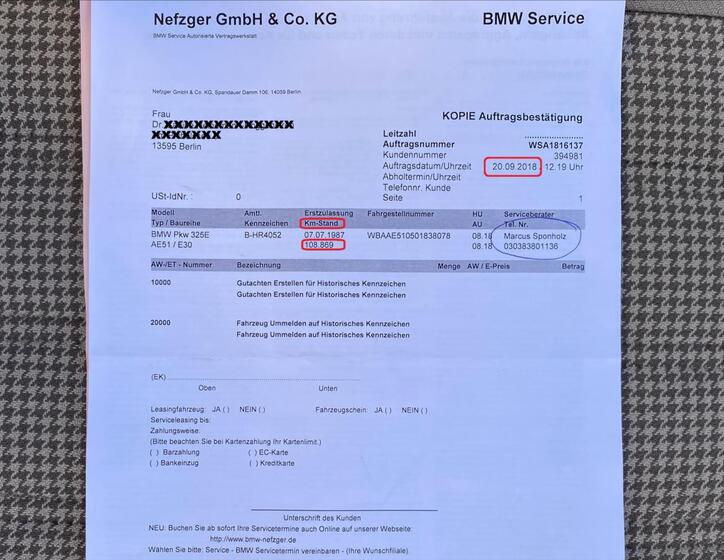 Nefzger GmbH & Co. KG BMW Service
BMW Service Autorisierte Vertragswerkstatt
Nefzger GmbH & Co. KG, Spandauer Damm 106, 14059 Berlin
Frau
Dr.
13595 Berlin
KOPIE Auftragsbestätigung
Leitzahl
Auftragsnummer WSA1816137
Kundennummer 394981
Auftragsdatum/Uhrzeit 20.09.2018 12.19 Uhr
Abholtermin/Uhrzeit
Telefonnr. Kunde
Seite 1
USt-IdNr. : 0
Modell Amtl. Erstzulassung Fahrgestellnummer HU Serviceberater
Typ / Baureihe Kennzeichen Km-Stand AU Tel. Nr.
BMW Pkw 325E B-HR4052 07.07.1987 WBAAE510501838078 08.18 Marcus Sponholz
AE51 / E30 108.869 08.18 030383801136
AW-/ET - Nummer Bezeichnung Menge AW / E-Preis Betrag
10000 Gutachten Erstellen für Historisches Kennzeichen
Gutachten Erstellen für Historisches Kennzeichen
20000 Fahrzeug Ummelden auf Historisches Kennzeichen
Fahrzeug Ummelden auf Historisches Kennzeichen
(EK)
Oben Unten
Leasingfahrzeug: JA ( ) NEIN ( ) Fahrzeugschein: JA ( ) NEIN ( )
Serviceleasing bis:
Zahlungsweise:
(Bitte beachten Sie bei Kartenzahlung Ihr Kartenlimit.)
( ) Barzahlung ( ) EC-Karte
( ) Bankeinzug ( ) Kreditkarte
Unterschrift des Kunden
NEU: Buchen Sie ab sofort Ihre Servicetermine auch Online auf unserer Webseite:
http://www.bmw-nefzger.de
Wählen Sie bitte: Service - BMW Servicetermin vereinbaren - (Ihre Wunschfiliale).